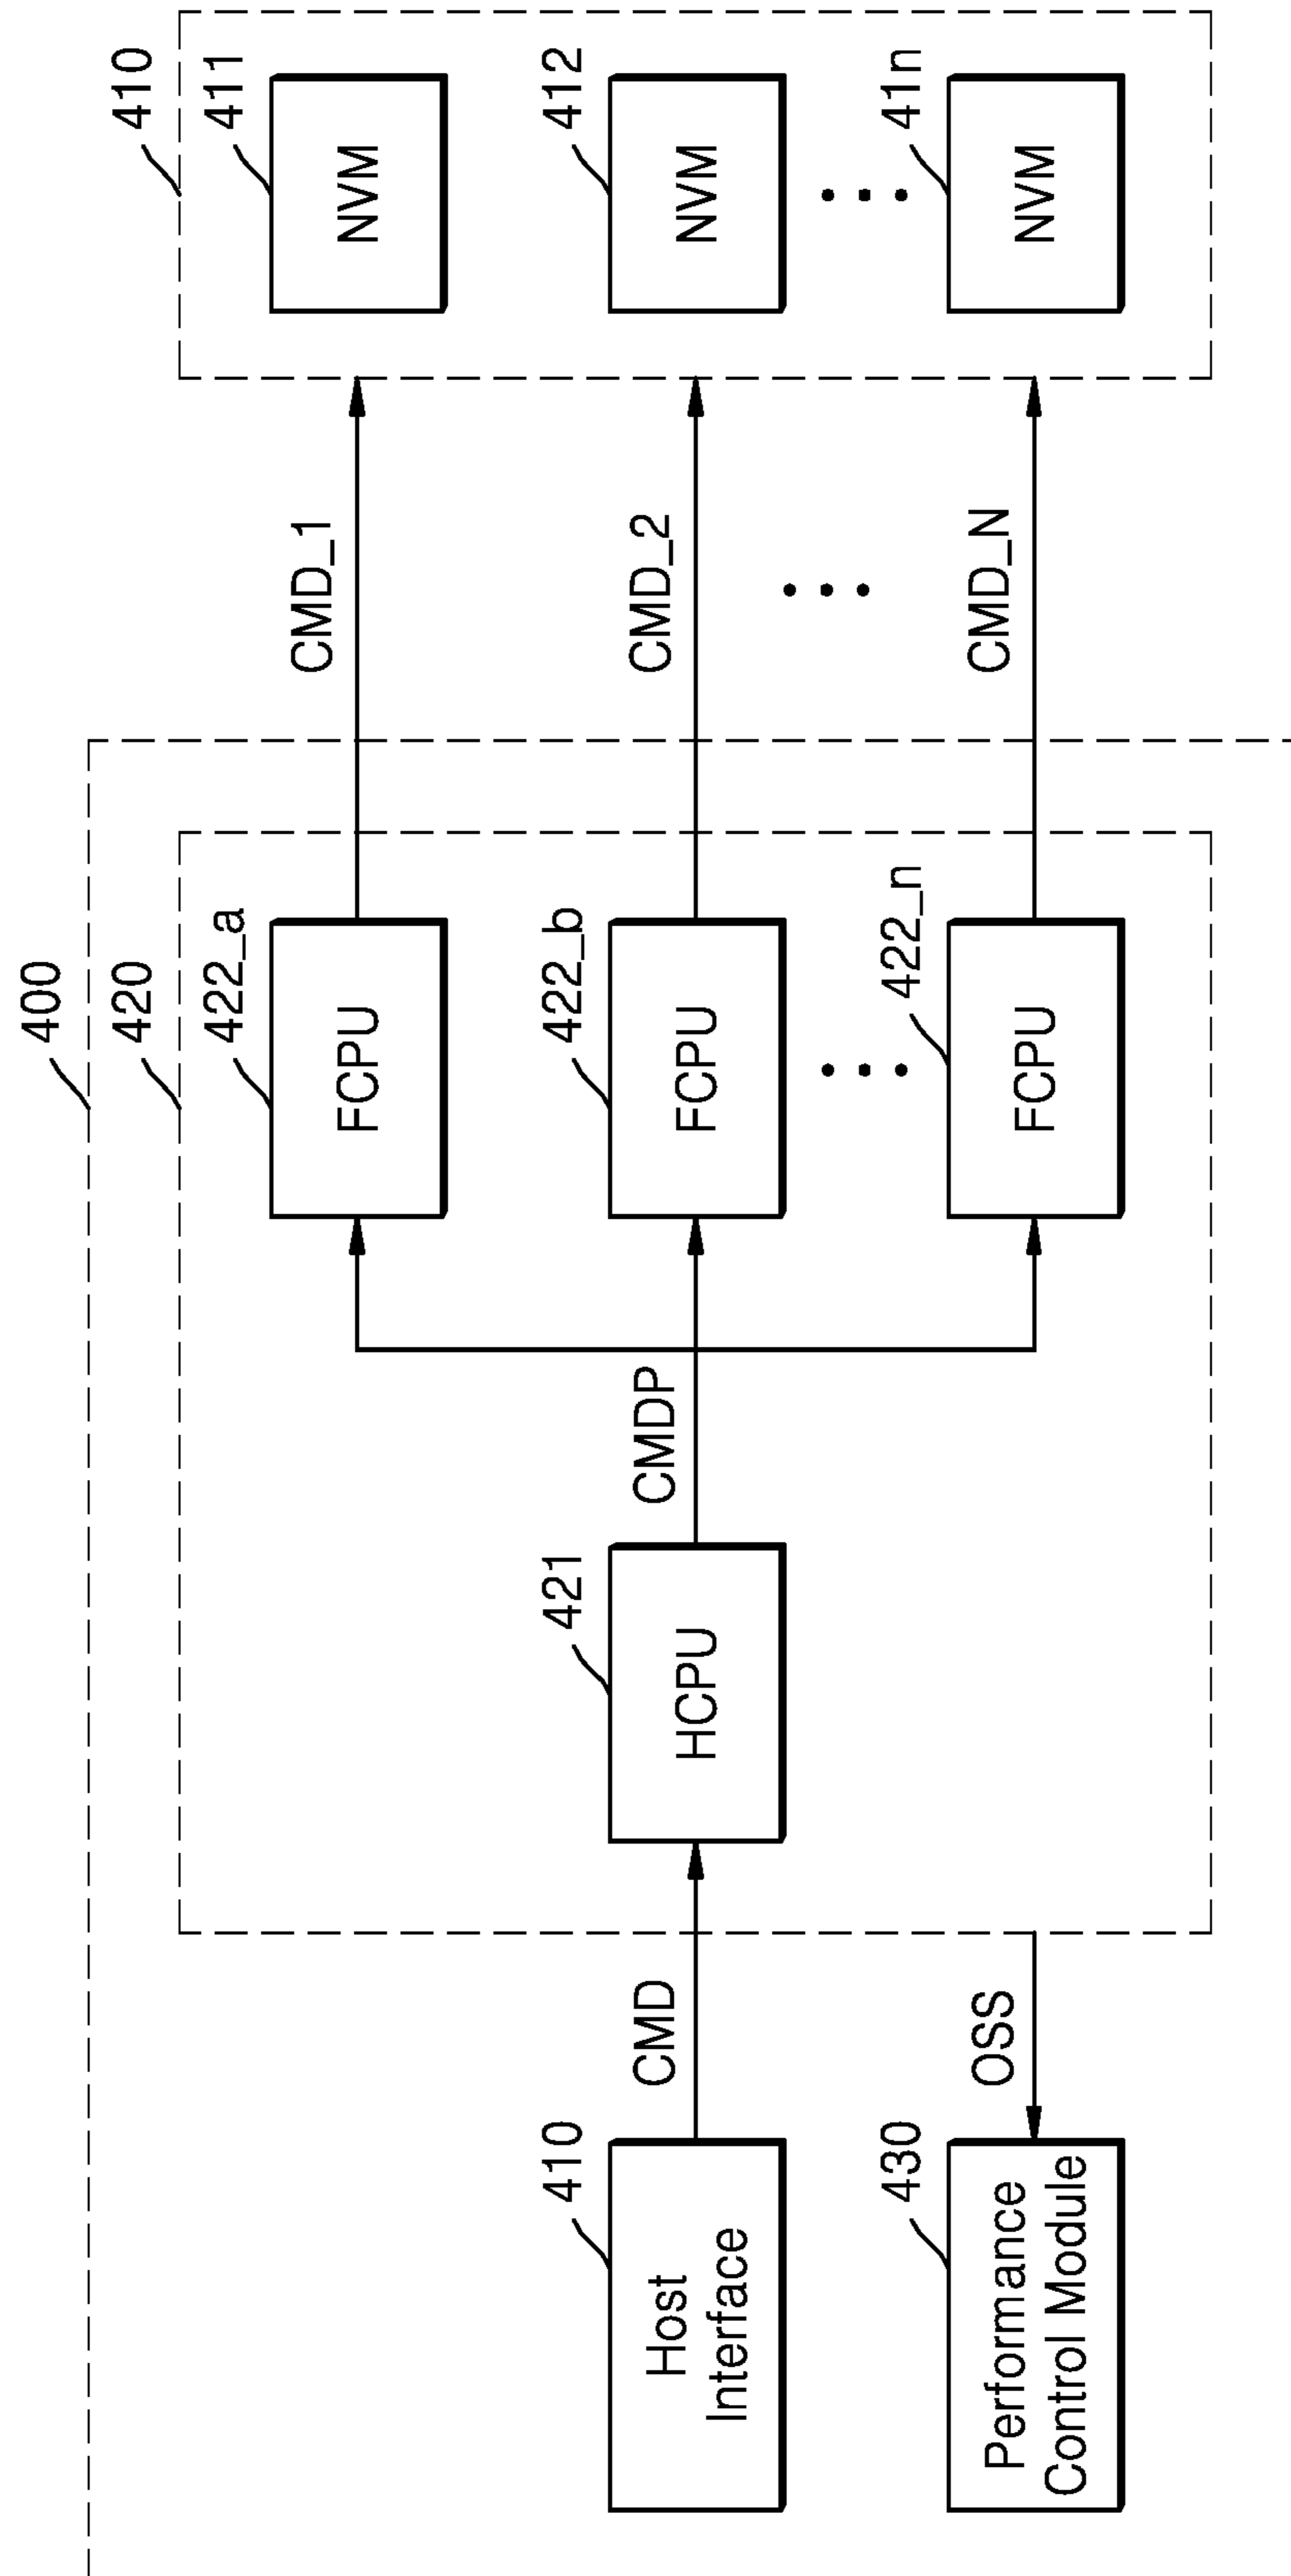 400
420
410
422_a
411
FCPU
CMD_1
NVM
410
421
422_b
412
Host
Interface
CMD
HCPU
CMDP
FCPU
CMD_2
NVM
430
422_n
41n
Performance
Control Module
OSS
FCPU
CMD_N
NVM